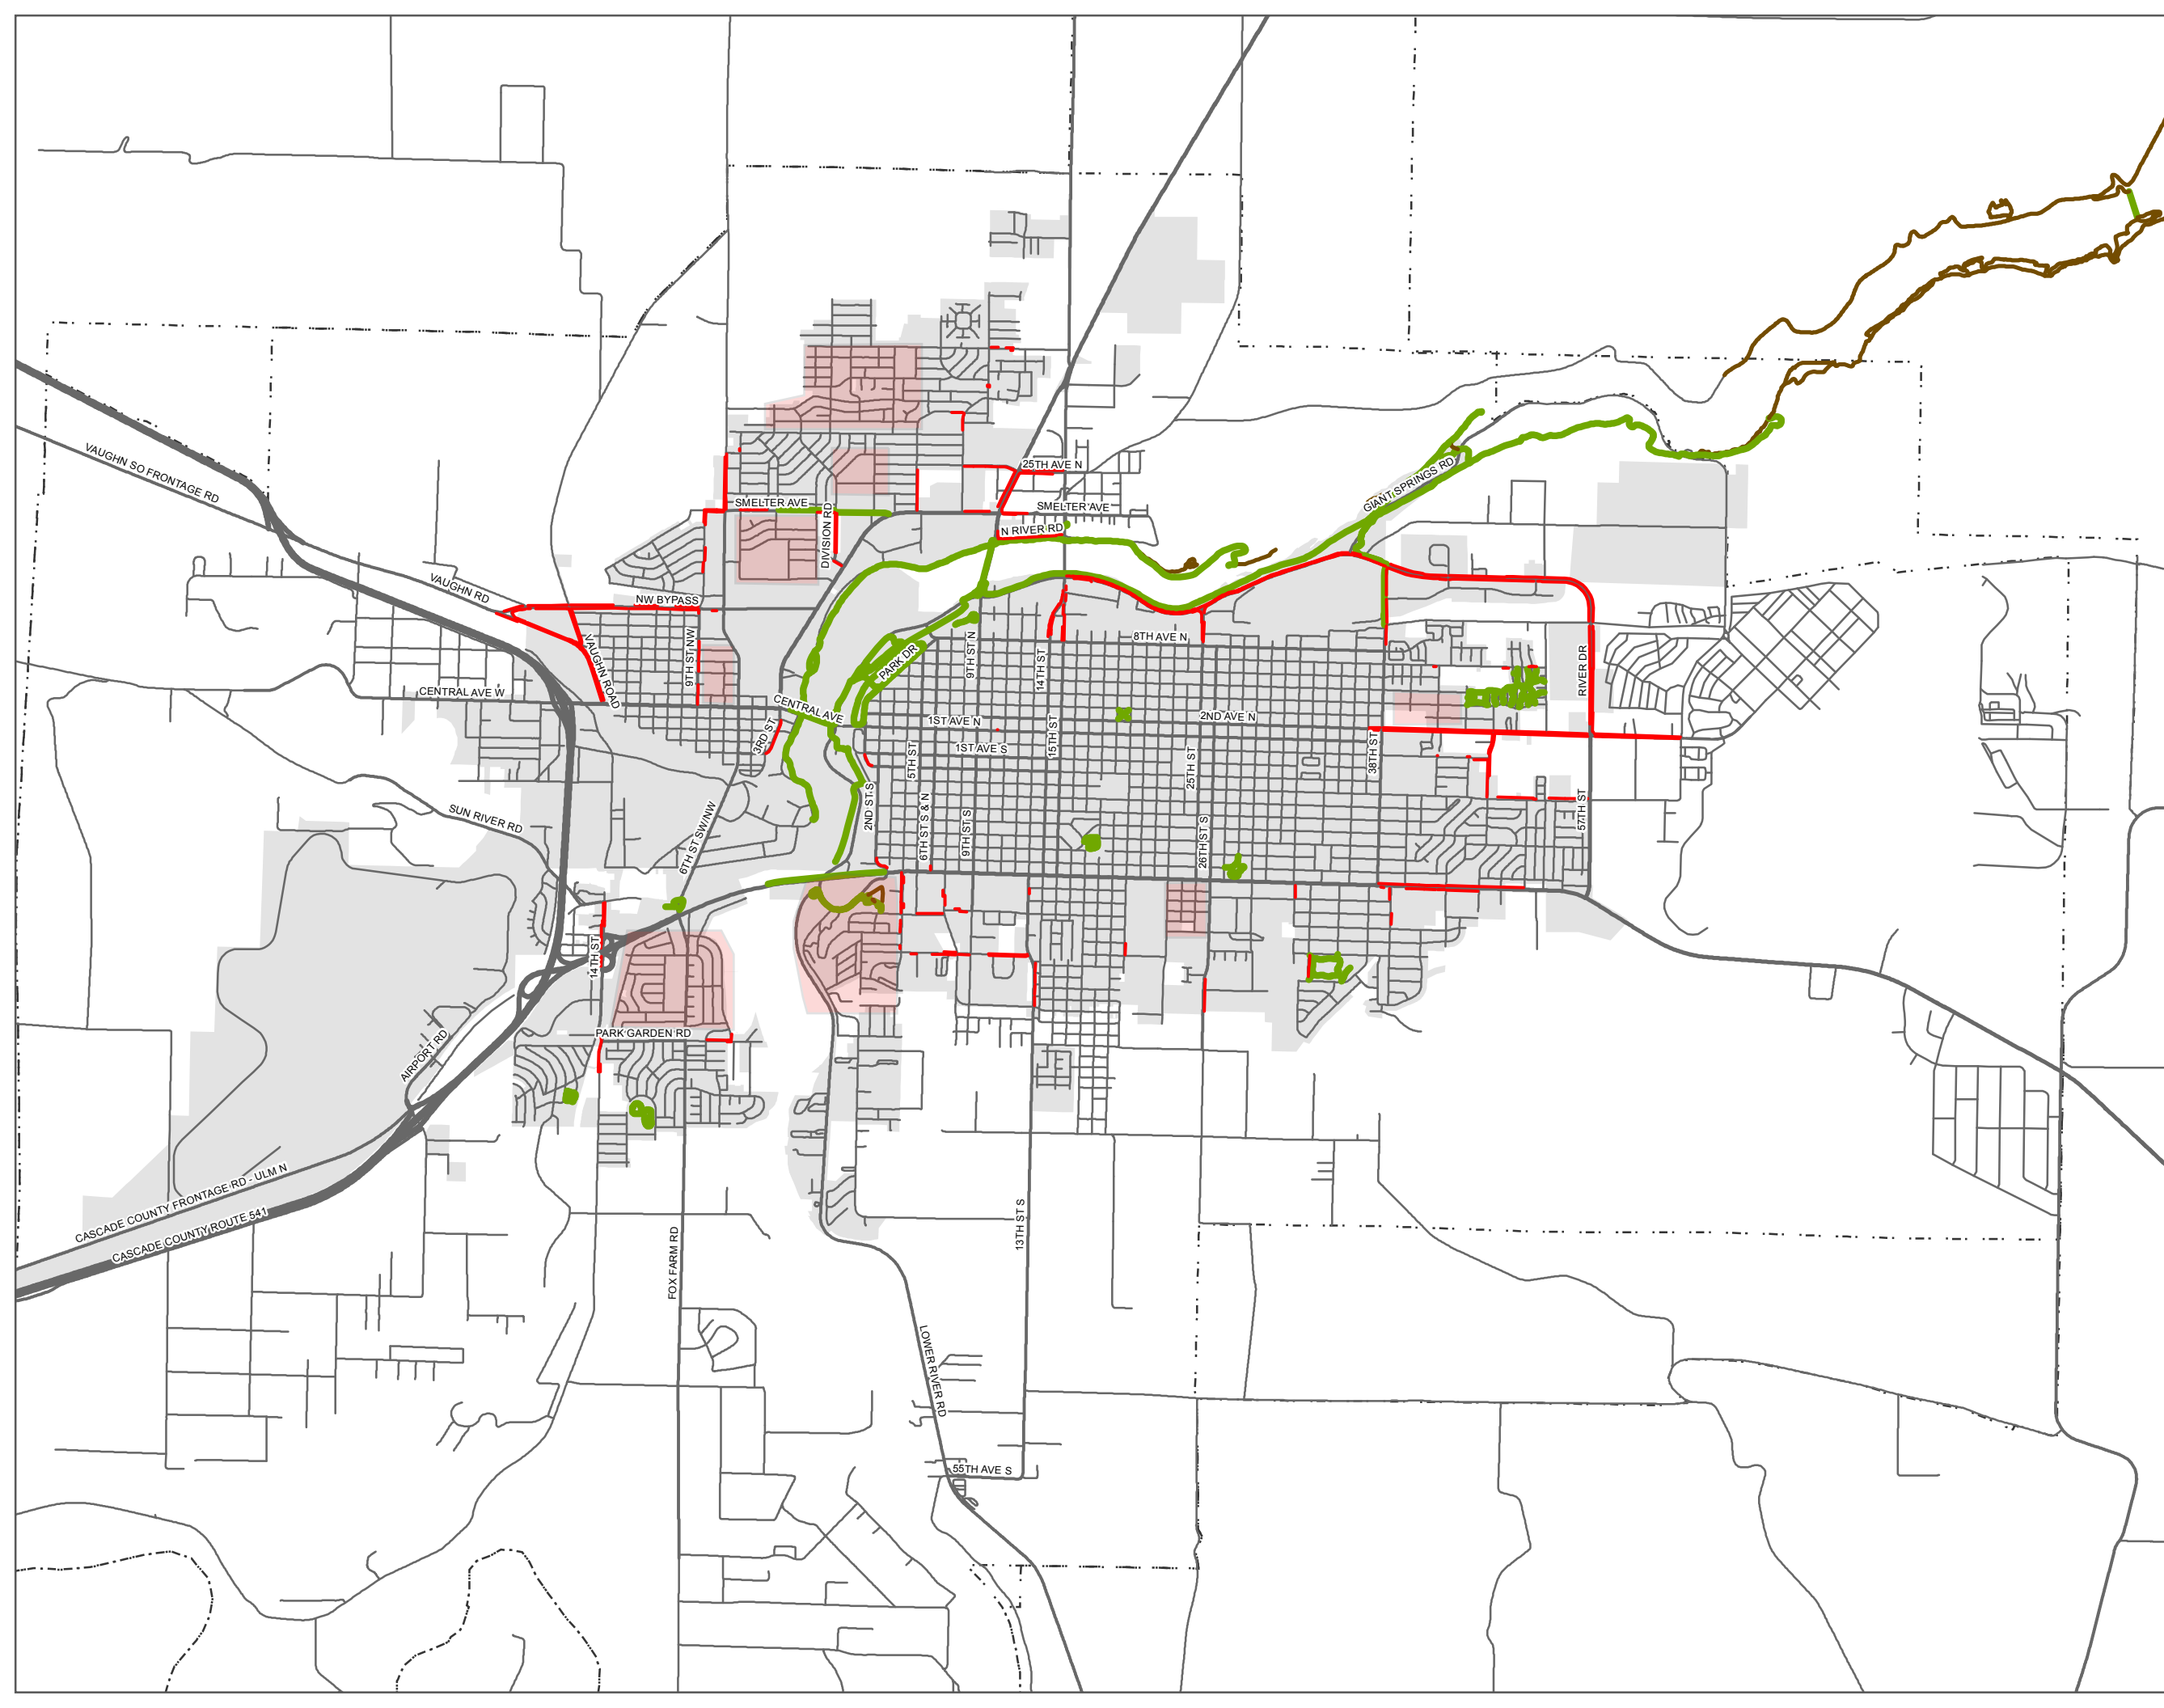 VAUGHN SO FRONTAGE RD
25TH AVE N
GIANT SPRINGS RD
SMELTER AVE
SMELTER AVE
DIVISION RD
N RIVER RD
VAUGHN RD
NW BYPASS
8TH AVE N
9TH ST NW
VAUGHN ROAD
PARK DR
9TH ST N
14TH ST
RIVER DR
CENTRAL AVE W
CENTRAL AVE
1ST AVE N
2ND AVE N
3RD ST
15TH ST
1ST AVE S
5TH ST
25TH ST
38TH ST
SUN RIVER RD
2ND ST S
6TH ST S & N
9TH ST S
57TH ST
6TH ST SW/NW
26TH ST S
14TH ST
PARK GARDEN RD
AIRPORT RD
CASCADE COUNTY FRONTAGE RD - ULM N
CASCADE COUNTY ROUTE 541
FOX FARM RD
13TH ST S
LOWER RIVER RD
55TH AVE S